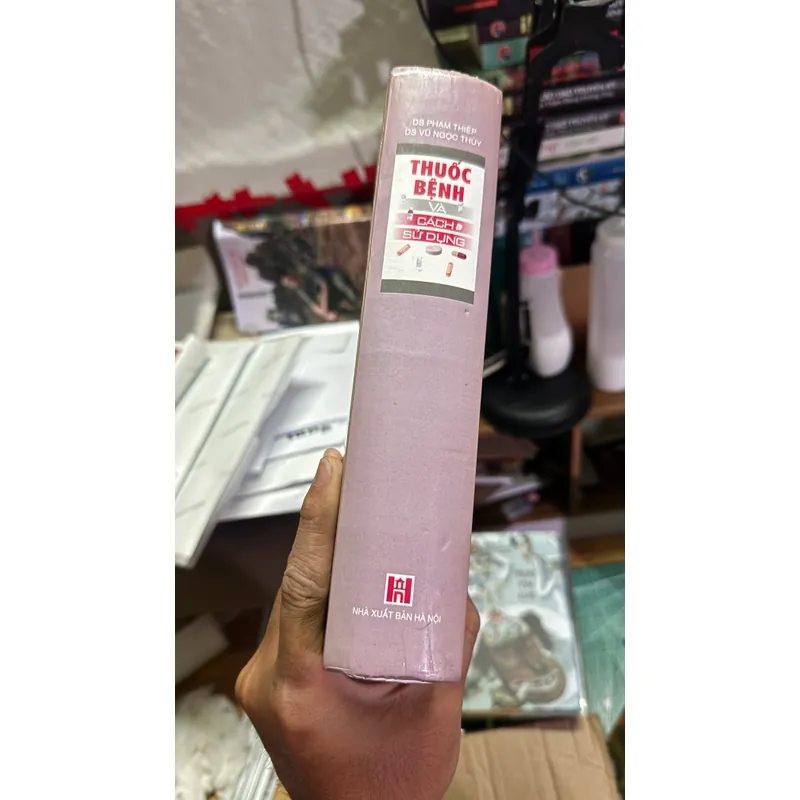 DS PHẠM THIỆP
DS VŨ NGỌC THÚY
THUỐC
BỆNH
VÀ
CÁCH
SỬ DỤNG
NHÀ XUẤT BẢN HÀ NỘI